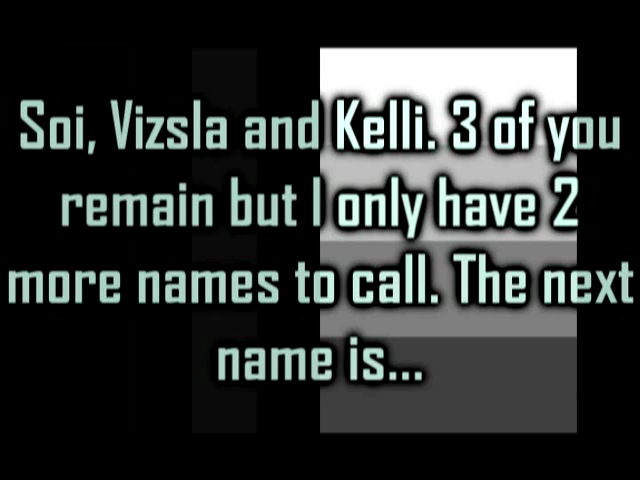 Soi, Vizsla and Kelli. 3 of you
remain but I only have 2
more names to call. The next
name is...